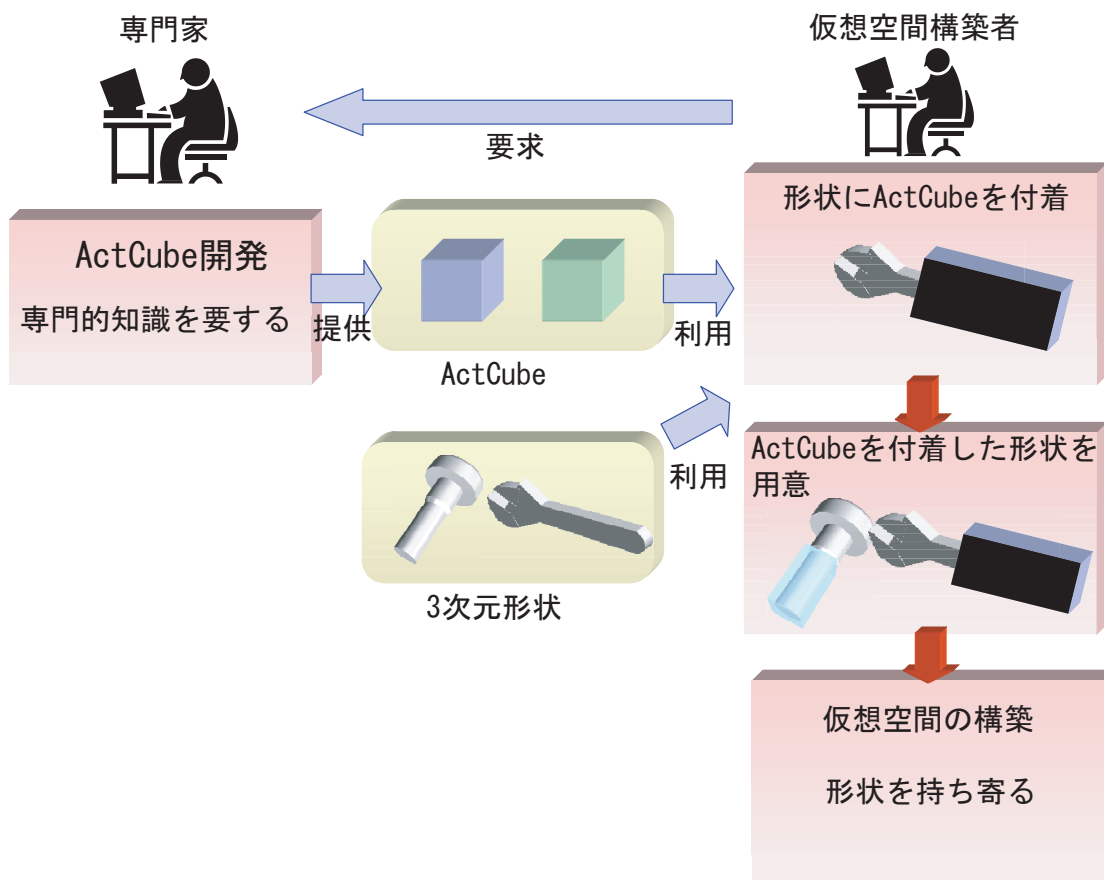 専門家
仮想空間構築者
要求
形状にActCubeを付着
ActCube開発
専門的知識を要する
提供
利用
ActCube
ActCubeを付着した形状を
用意
利用
3次元形状
仮想空間の構築
形状を持ち寄る